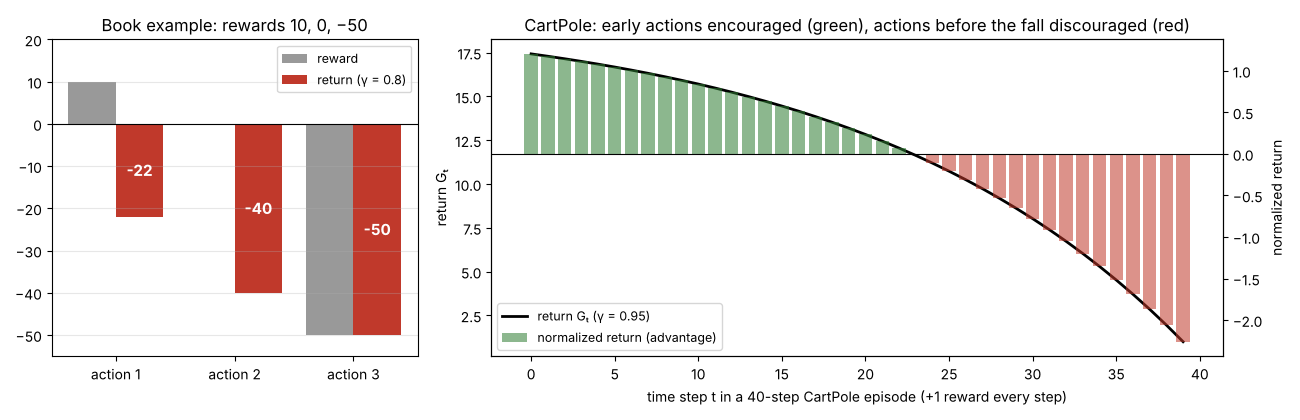 Book example: rewards 10, 0, −50
20
10
0
−10
−20
−30
−40
−50
reward
return (γ = 0.8)
-22
-40
-50
action 1
action 2
action 3
CartPole: early actions encouraged (green), actions before the fall discouraged (red)
return Gₜ
17.5
15.0
12.5
10.0
7.5
5.0
2.5
return Gₜ (γ = 0.95)
normalized return (advantage)
0
5
10
15
20
25
30
35
40
time step t in a 40-step CartPole episode (+1 reward every step)
1.0
0.5
0.0
−0.5
−1.0
−1.5
−2.0
normalized return